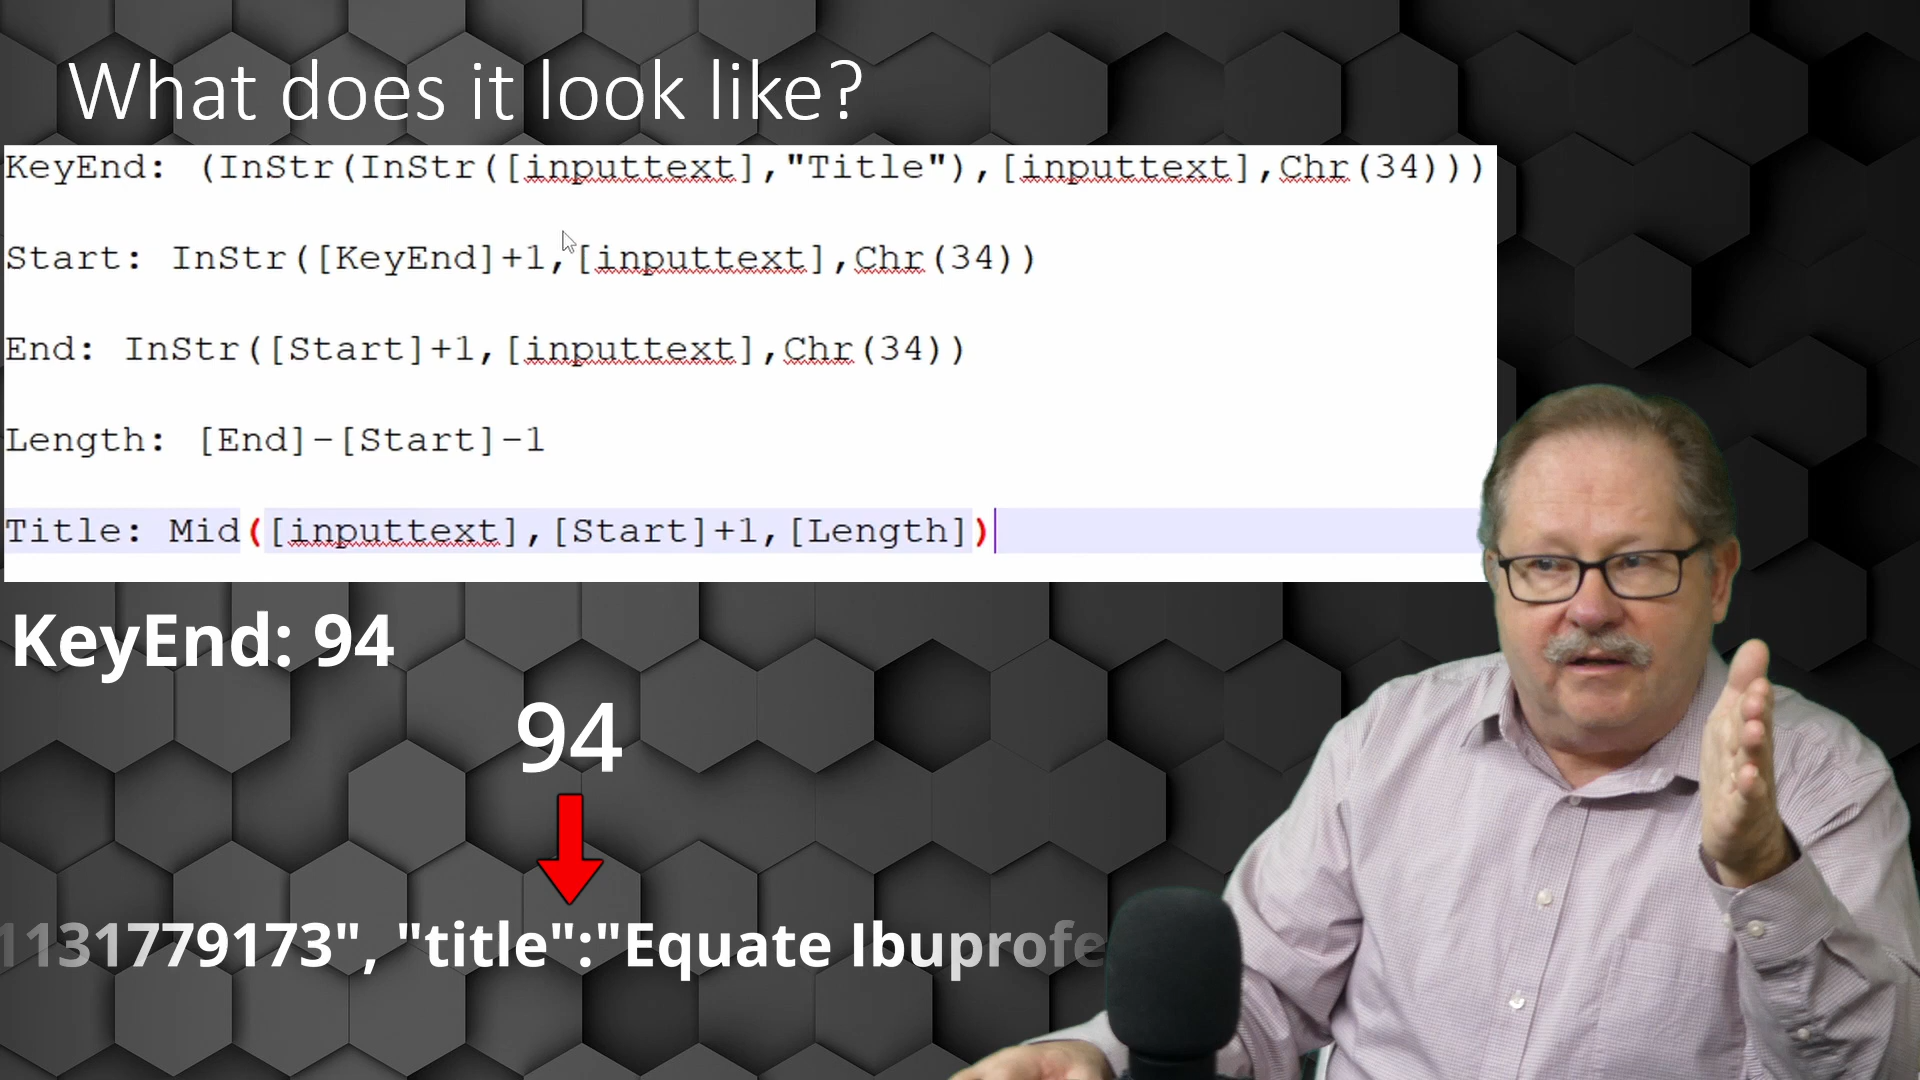 What does it look like?
KeyEnd: (InStr(InStr([inputtext],"Title"),[inputtext],Chr(34)))
Start: InStr([KeyEnd]+1,[inputtext],Chr(34))
End: InStr([Start]+1,[inputtext],Chr(34))
Length: [End]-[Start]-1
Title: Mid([inputtext],[Start]+1,[Length])
KeyEnd: 94
94
1131779173", "title":"Equate Ibuprofe